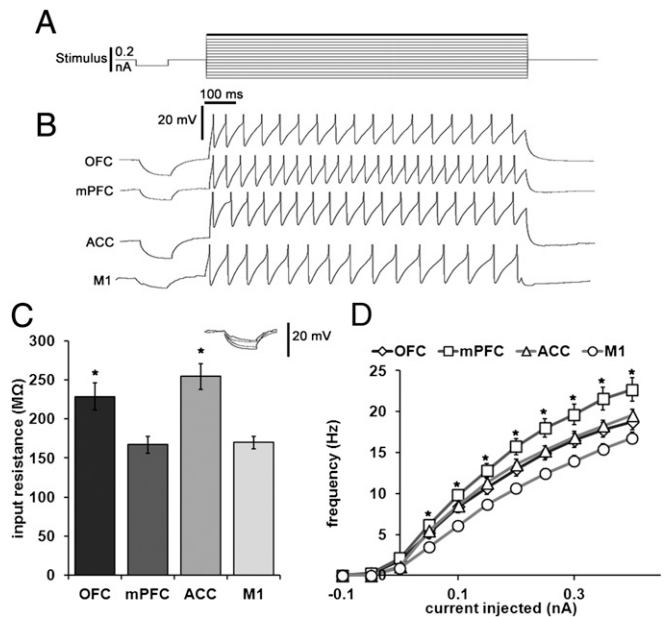 A
Stimulus 0.2
nA
100 ms
B
20 mV
OFC
mPFC
ACC
M1
C
20 mV
300
250
200
150
100
50
0
input resistance (MΩ)
*
*
OFC mPFC ACC M1
D
OFC mPFC ACC M1
25
20
15
10
5
0
frequency (Hz)
* * * * * * * *
-0.1 0.1 0.3
current injected (nA)